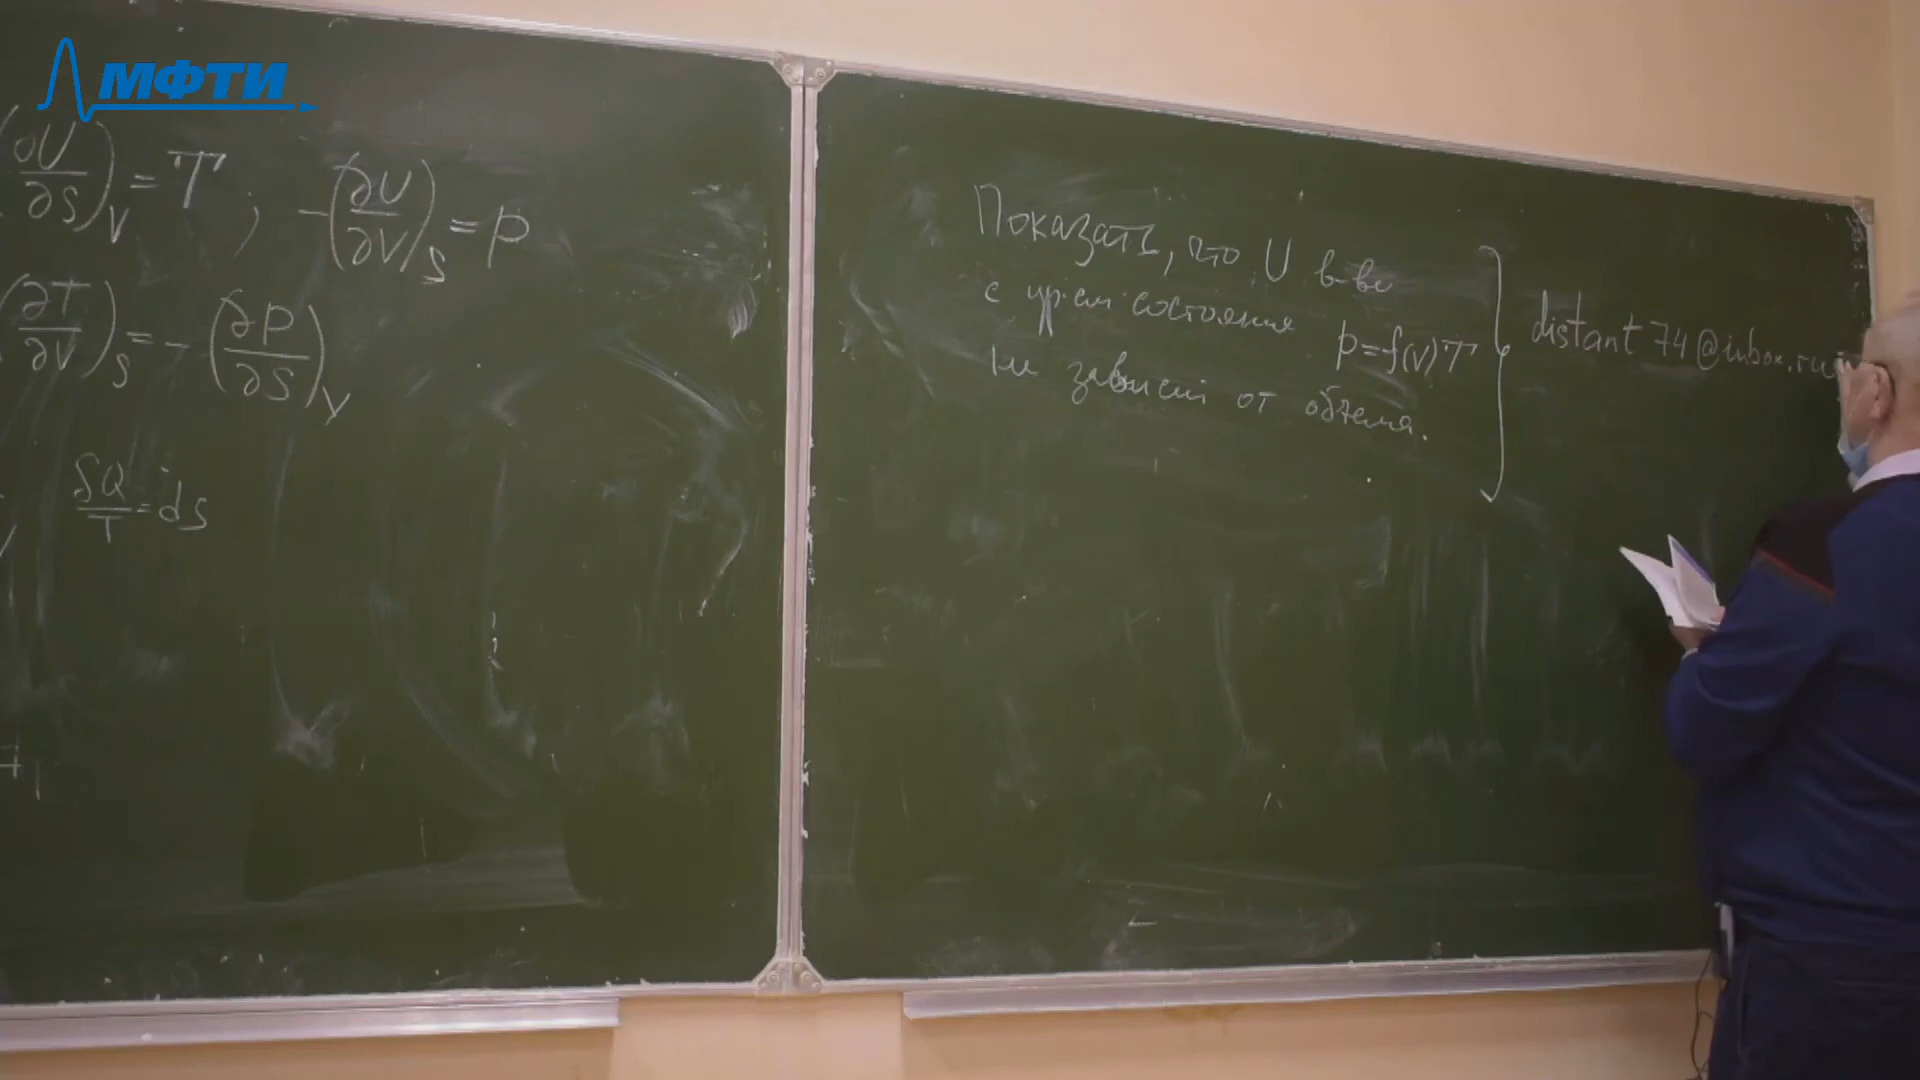 МФТИ
(∂U/∂S)_V = T ; -(∂U/∂V)_S = p
(∂T/∂V)_S = -(∂p/∂S)_V
δQ/T = dS
Показать, что U в-ва
с ур-ем состояния p=f(V)T
не зависит от объема.
distant74@inbox.ru